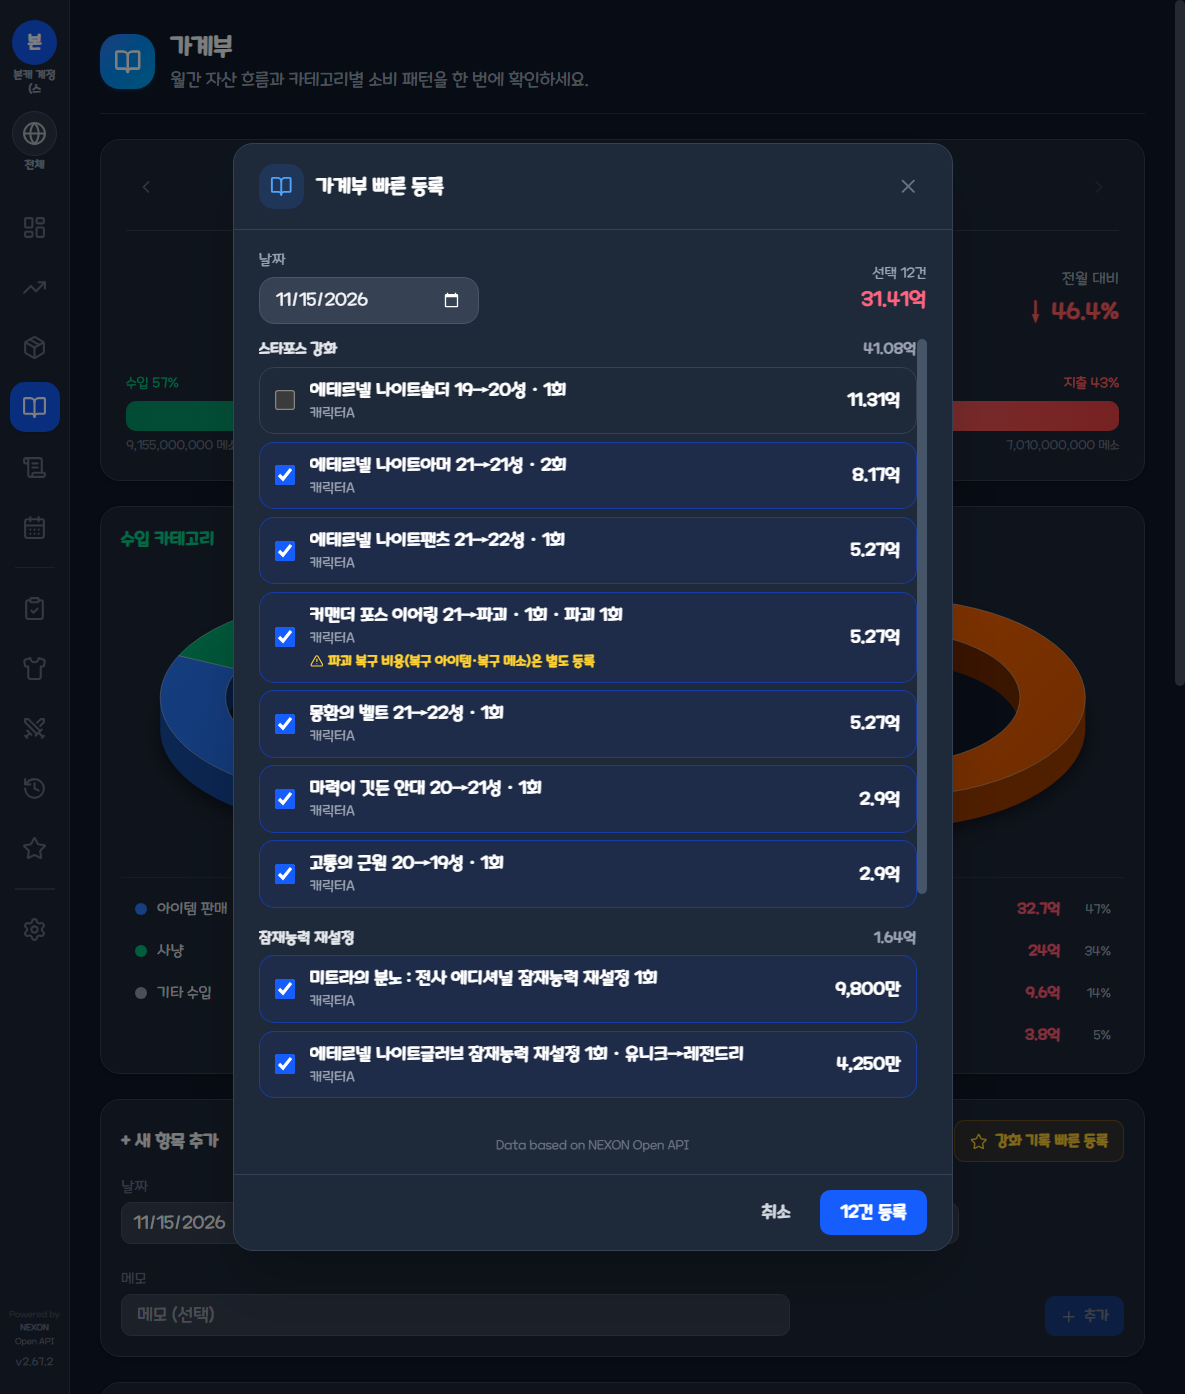 본
본캐 계정
(스
전체
Powered by
NEXON
Open API
v2.67.2
가계부
월간 자산 흐름과 카테고리별 소비 패턴을 한 번에 확인하세요.
전월 대비
↓ 46.4%
수입 57%
지출 43%
9,155,000,000 메소
7,010,000,000 메소
수입 카테고리
아이템 판매
사냥
기타 수입
32.7억 47%
24억 34%
9.6억 14%
3.8억 5%
+ 새 항목 추가
강화 기록 빠른 등록
날짜
11/15/2026
메모
메모 (선택)
+ 추가
가계부 빠른 등록
날짜
11/15/2026
선택 12건
31.41억
스타포스 강화 41.08억
에테르넬 나이트숄더 19→20성 · 1회
캐릭터A
11.31억
에테르넬 나이트아머 21→21성 · 2회
캐릭터A
8.17억
에테르넬 나이트팬츠 21→22성 · 1회
캐릭터A
5.27억
커맨더 포스 이어링 21→파괴 · 1회 · 파괴 1회
캐릭터A
파괴 복구 비용(복구 아이템·복구 메소)은 별도 등록
5.27억
몽환의 벨트 21→22성 · 1회
캐릭터A
5.27억
마력이 깃든 안대 20→21성 · 1회
캐릭터A
2.9억
고통의 근원 20→19성 · 1회
캐릭터A
2.9억
잠재능력 재설정 1.64억
미트라의 분노 : 전사 에디셔널 잠재능력 재설정 1회
캐릭터A
9,800만
에테르넬 나이트글러브 잠재능력 재설정 1회 · 유니크→레전드리
캐릭터A
4,250만
Data based on NEXON Open API
취소
12건 등록